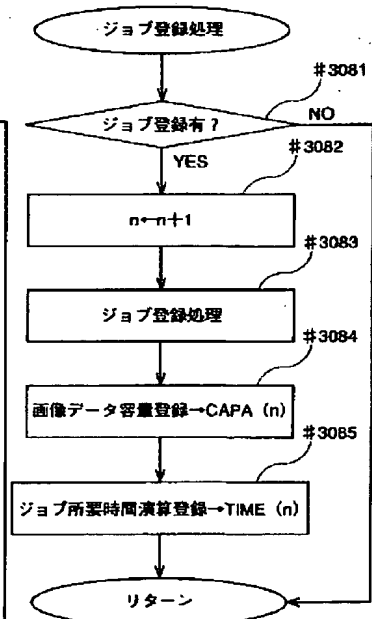 ジョブ登録処理
#3081
ジョブ登録有?
NO
YES
#3082
n←n+1
#3083
ジョブ登録処理
#3084
画像データ容量登録→CAPA (n)
#3085
ジョブ所要時間演算登録→TIME (n)
リターン